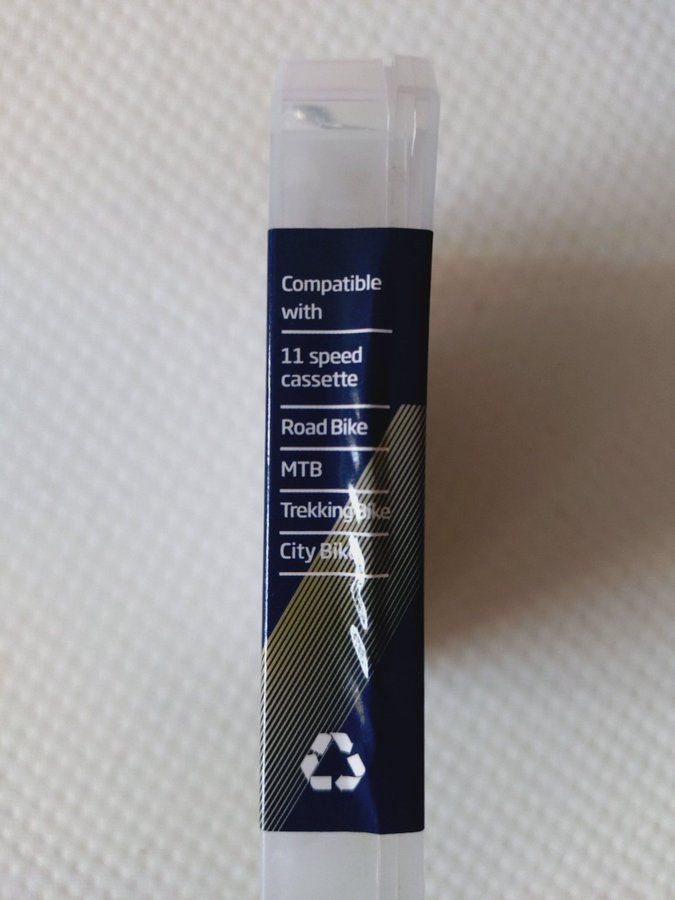 Compatible
with
11 speed
cassette
Road Bike
MTB
Trekking Bike
City Bike